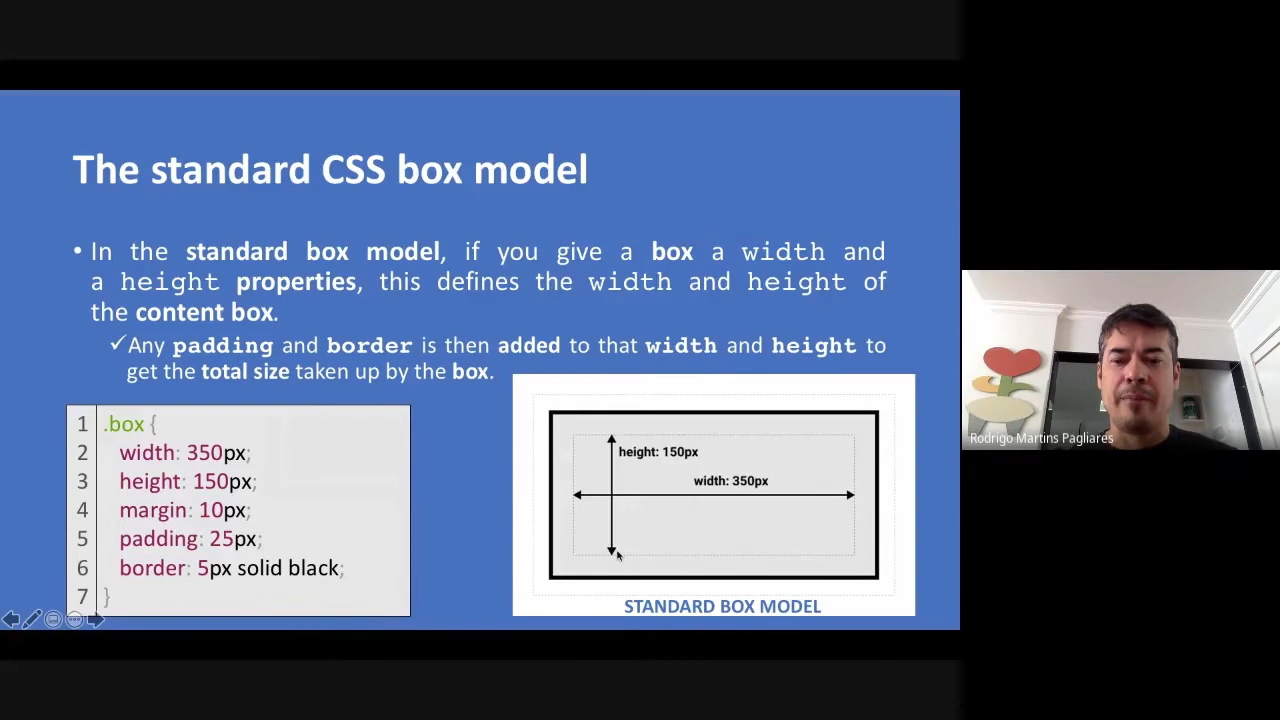 The standard CSS box model
• In the standard box model, if you give a box a width and
a height properties, this defines the width and height of
the content box.
✓Any padding and border is then added to that width and height to
get the total size taken up by the box.
1 .box {
2 width: 350px;
3 height: 150px;
4 margin: 10px;
5 padding: 25px;
6 border: 5px solid black;
7 }
height: 150px
width: 350px
STANDARD BOX MODEL
Rodrigo Martins Pagliares